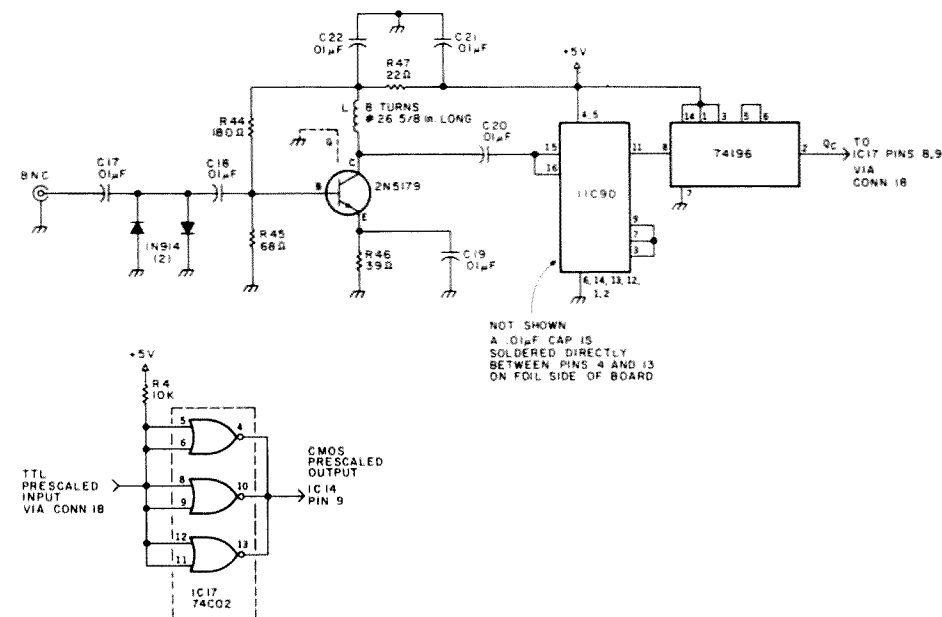 C22
.01µF
C21
.01µF
R47
22Ω
+5V
R44
180Ω
L
8 TURNS
# 26 5/8 in. LONG
C20
.01µF
4,5
14
1
3
5
6
BNC
C17
.01µF
C18
.01µF
G
C
B
E
2N5179
15
16
11C90
11
8
74196
2
QC
TO
IC17 PINS 8,9
VIA
CONN 18
7
1N914
(2)
R45
68Ω
R46
39Ω
C19
.01µF
9
7
3
6, 14, 13, 12,
1, 2
NOT SHOWN
A .01µF CAP IS
SOLDERED DIRECTLY
BETWEEN PINS 4 AND 13
ON FOIL SIDE OF BOARD
+5V
R4
10K
5
6
4
TTL
PRESCALED
INPUT
VIA CONN 18
8
9
10
CMOS
PRESCALED
OUTPUT
IC14
PIN 9
12
11
13
IC17
74C02